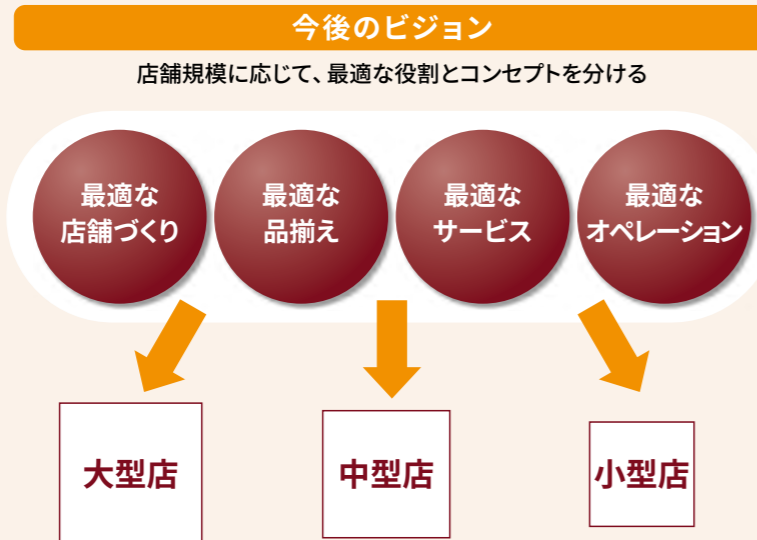 今後のビジョン
店舗規模に応じて、最適な役割とコンセプトを分ける
最適な
店舗づくり
最適な
品揃え
最適な
サービス
最適な
オペレーション
大型店
中型店
小型店